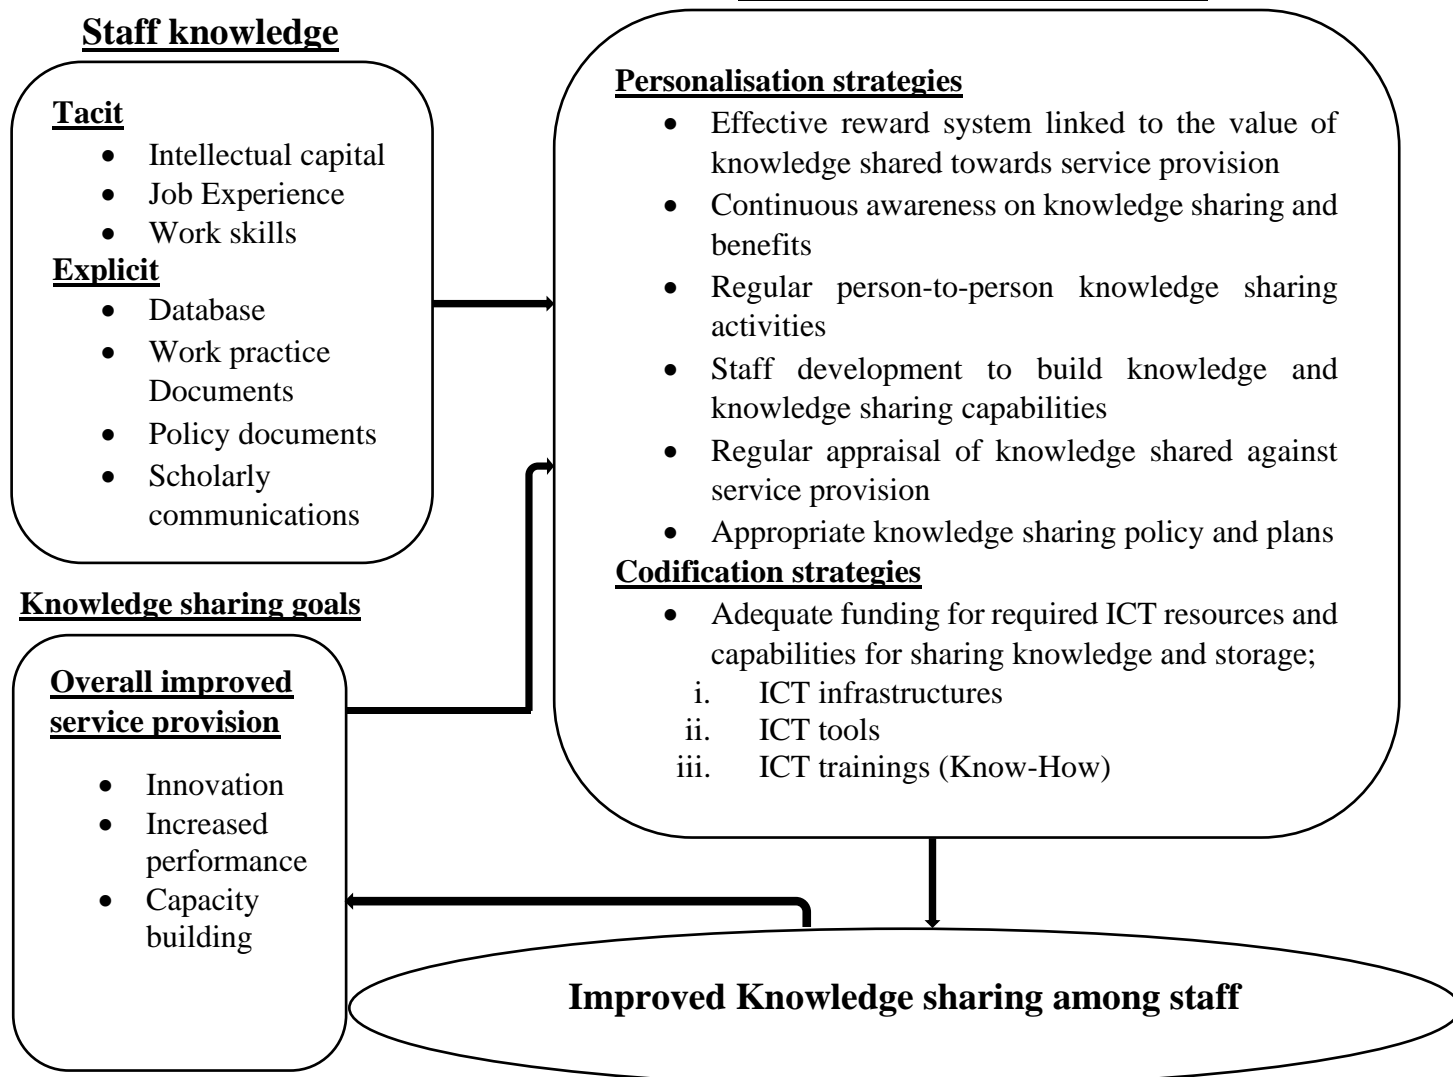 Staff knowledge
Tacit
• Intellectual capital
• Job Experience
• Work skills
Explicit
• Database
• Work practice
Documents
• Policy documents
• Scholarly
communications
Knowledge sharing goals
Overall improved
service provision
• Innovation
• Increased
performance
• Capacity
building
Personalisation strategies
• Effective reward system linked to the value of
knowledge shared towards service provision
• Continuous awareness on knowledge sharing and
benefits
• Regular person-to-person knowledge sharing
activities
• Staff development to build knowledge and
knowledge sharing capabilities
• Regular appraisal of knowledge shared against
service provision
• Appropriate knowledge sharing policy and plans
Codification strategies
• Adequate funding for required ICT resources and
capabilities for sharing knowledge and storage;
i. ICT infrastructures
ii. ICT tools
iii. ICT trainings (Know-How)
Improved Knowledge sharing among staff